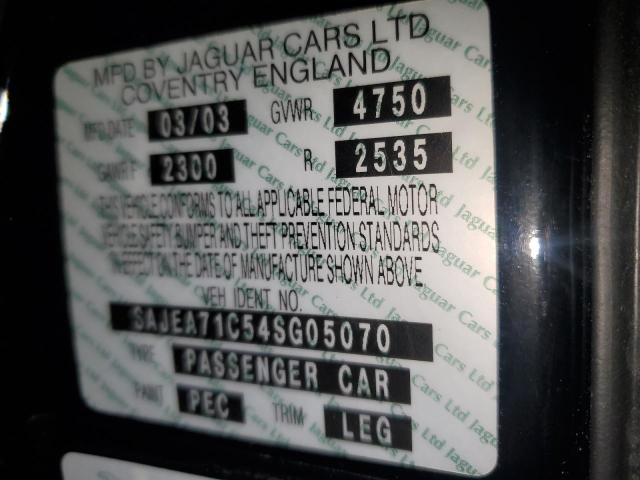 MFD BY JAGUAR CARS LTD
COVENTRY ENGLAND
MFD DATE 03/03 GVWR 4750
GAWR F 2300 R 2535
THIS VEHICLE CONFORMS TO ALL APPLICABLE FEDERAL MOTOR
VEHICLE SAFETY BUMPER AND THEFT PREVENTION STANDARDS
IN EFFECT ON THE DATE OF MANUFACTURE SHOWN ABOVE
VEH IDENT NO.
SAJEA71C54SG05070
TYPE PASSENGER CAR
PAINT PEC TRIM LEG